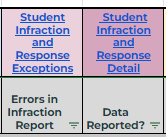 Student
Infraction
and
Response
Exceptions
Student
Infraction
and
Response
Detail
Errors in
Infraction
Report
Data
Reported?